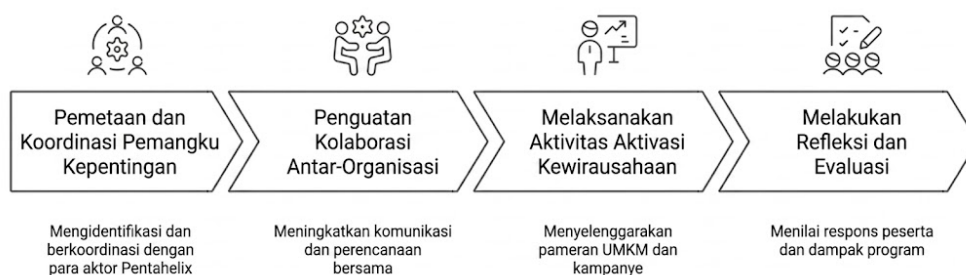 Pemetaan dan
Koordinasi Pemangku
Kepentingan
Penguatan
Kolaborasi
Antar-Organisasi
Melaksanakan
Aktivitas Aktivasi
Kewirausahaan
Melakukan
Refleksi dan
Evaluasi
Mengidentifikasi dan
berkoordinasi dengan
para aktor Pentahelix
Meningkatkan komunikasi
dan perencanaan
bersama
Menyelenggarakan
pameran UMKM dan
kampanye
Menilai respons peserta
dan dampak program